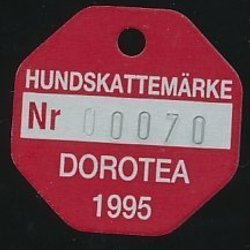 HUNDSKATTEMÄRKE
Nr 00070
DOROTEA
1995